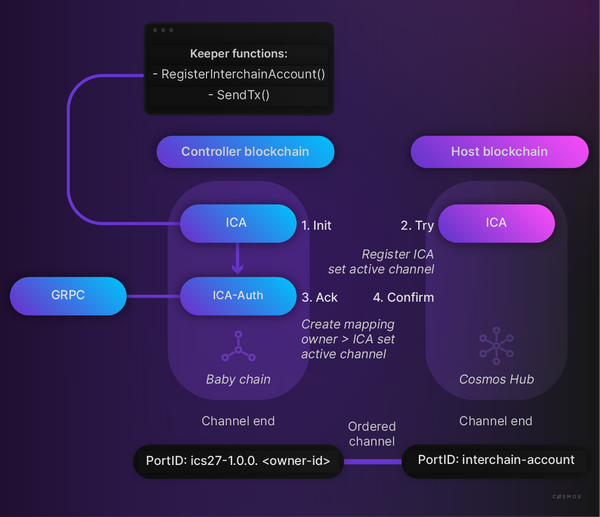 Keeper functions:
- RegisterInterchainAccount()
- SendTx()
Controller blockchain
Host blockchain
ICA
1. Init
2. Try
ICA
Register ICA
set active channel
GRPC
ICA-Auth
3. Ack
4. Confirm
Create mapping
owner > ICA set
active channel
Baby chain
Cosmos Hub
Channel end
Ordered
channel
Channel end
PortID: ics27-1.0.0. <owner-id>
PortID: interchain-account
COSMOS